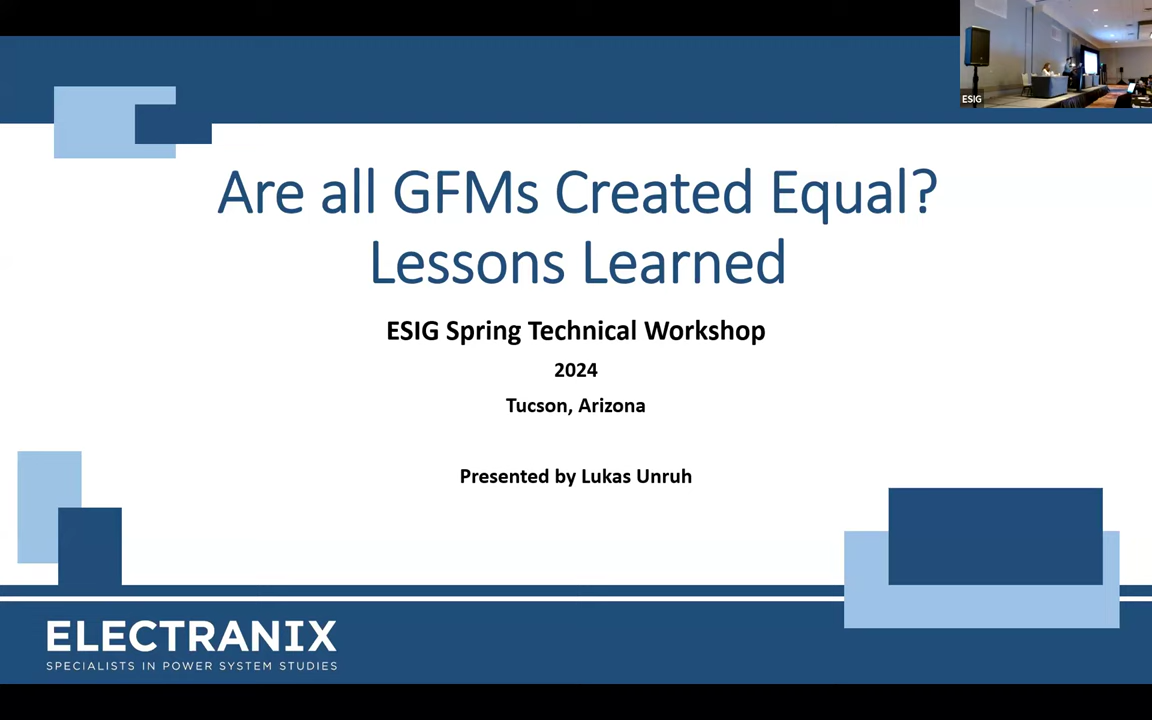 ESIG
Are all GFMs Created Equal?
Lessons Learned
ESIG Spring Technical Workshop
2024
Tucson, Arizona
Presented by Lukas Unruh
ELECTRANIX
SPECIALISTS IN POWER SYSTEM STUDIES